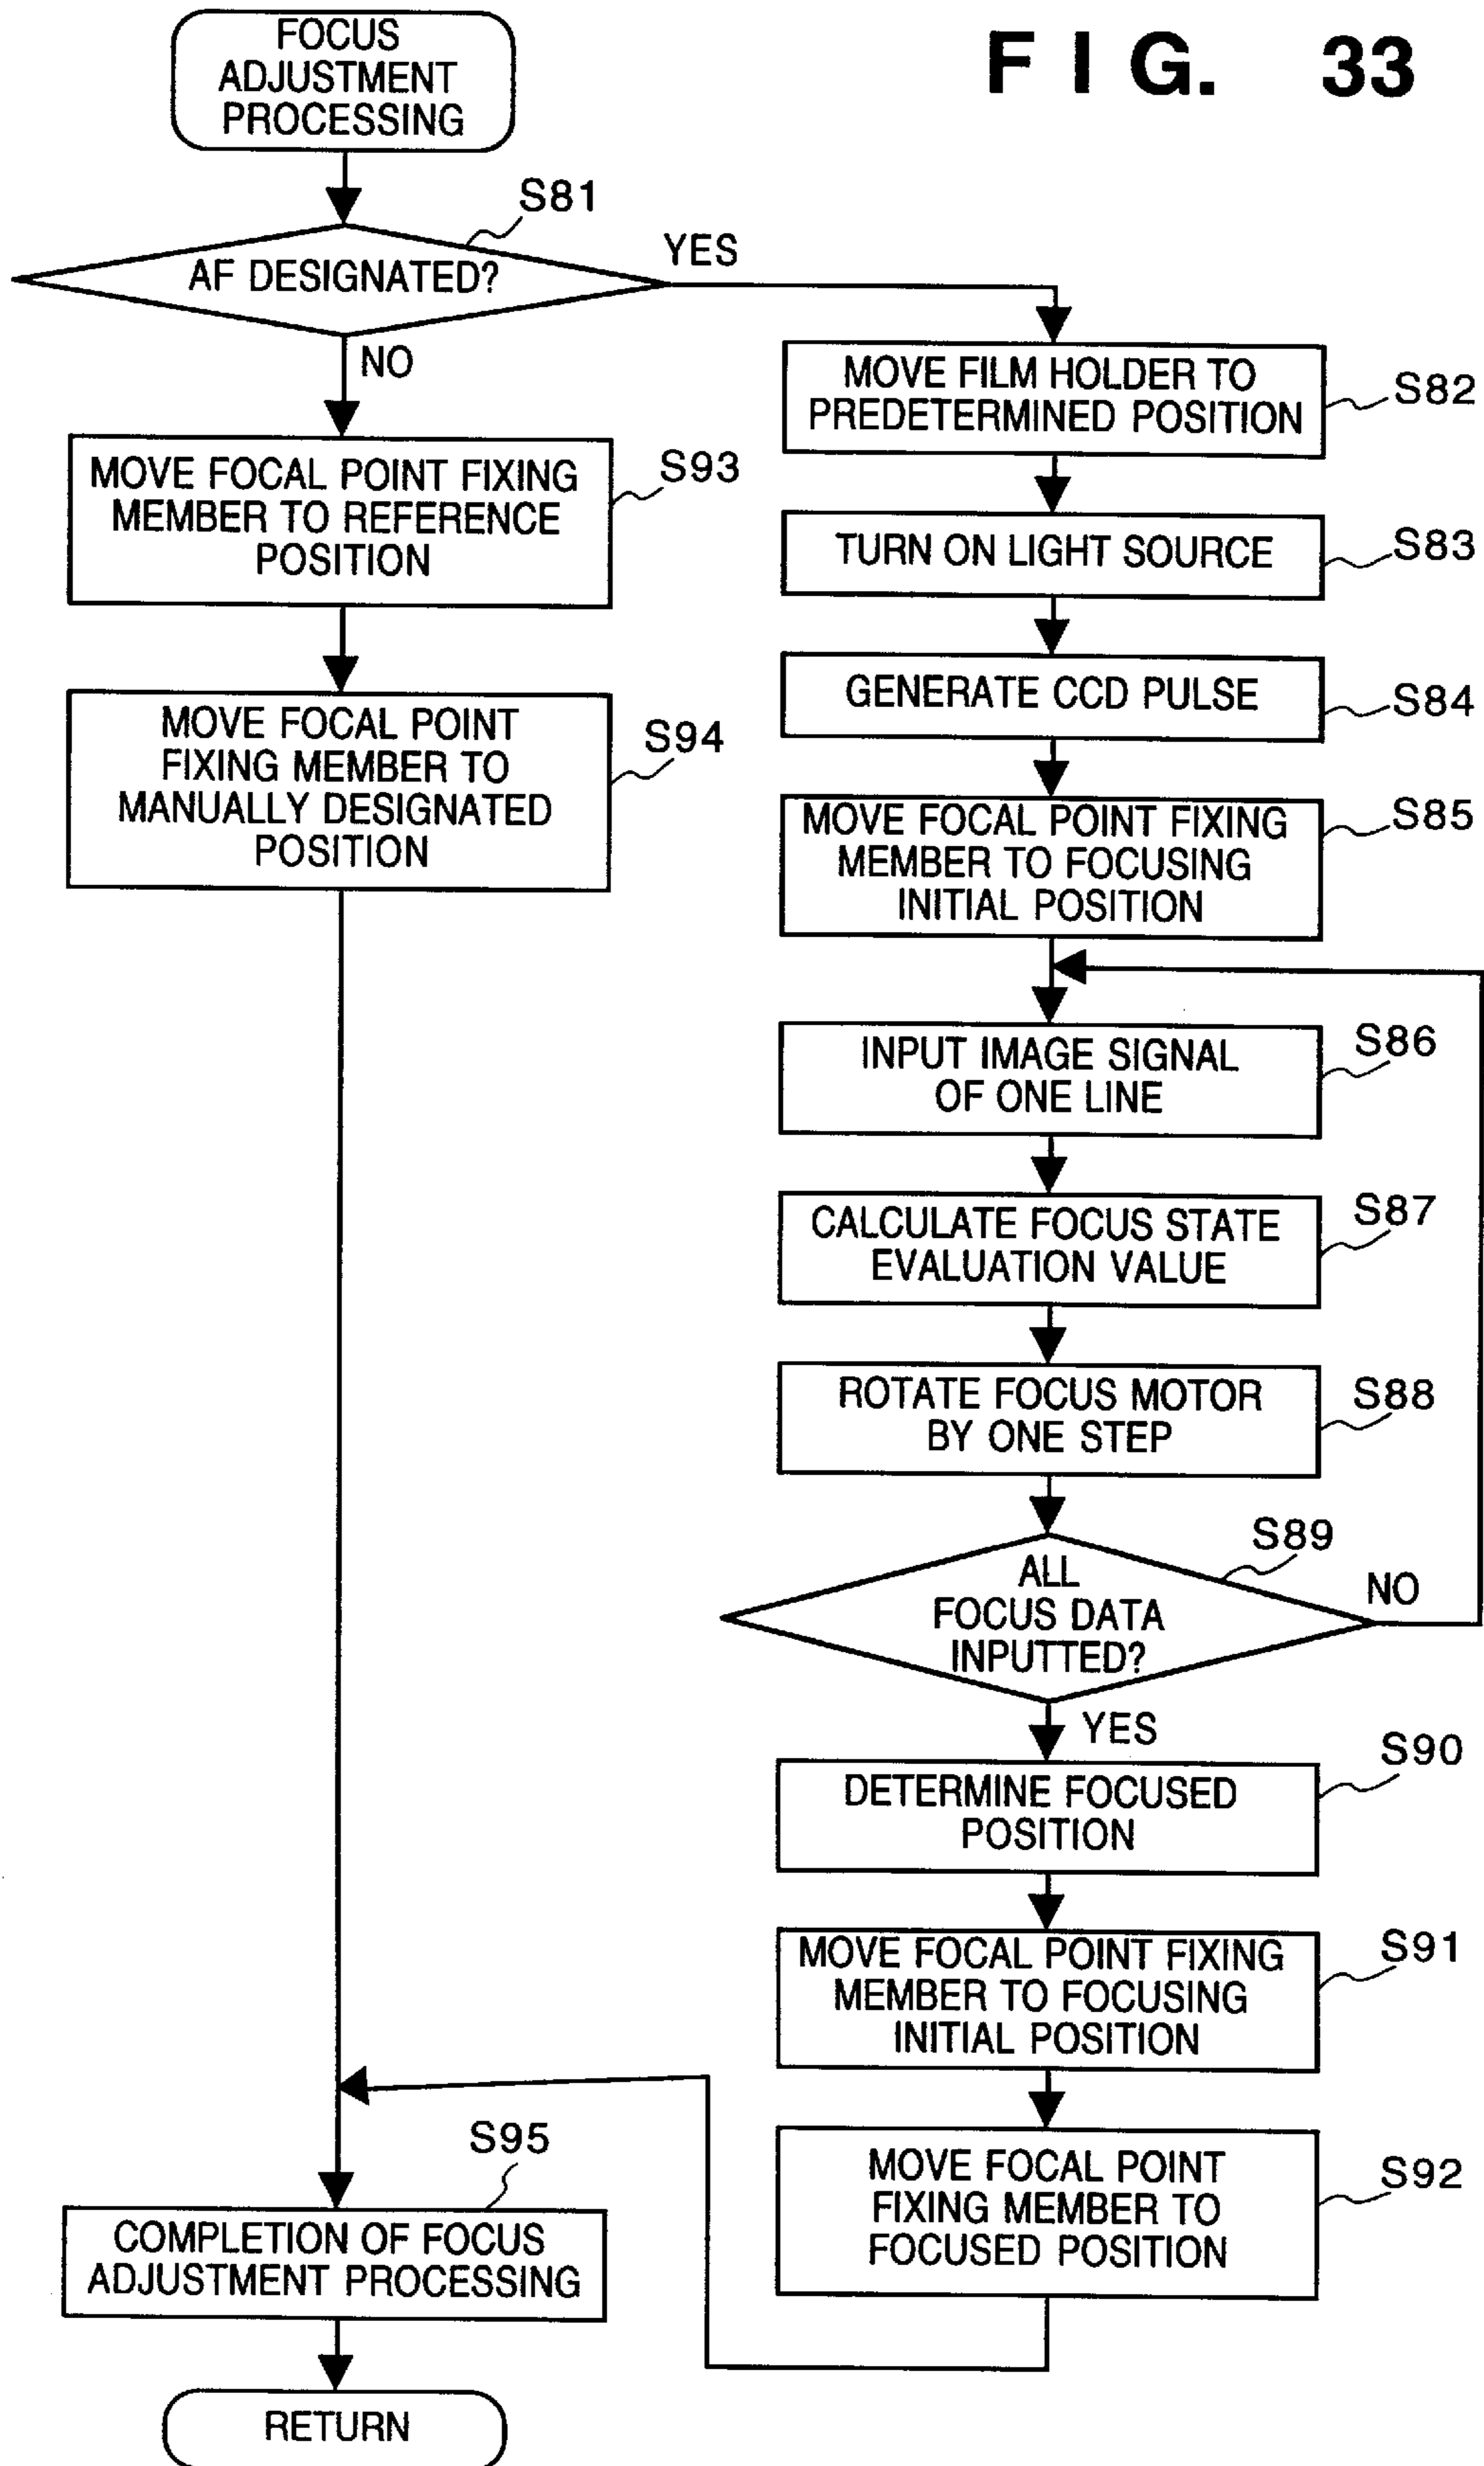 FIG. 33
FOCUS
ADJUSTMENT
PROCESSING
S81
AF DESIGNATED?
YES
NO
MOVE FOCAL POINT FIXING
MEMBER TO REFERENCE
POSITION
S93
MOVE FOCAL POINT
FIXING MEMBER TO
MANUALLY DESIGNATED
POSITION
S94
MOVE FILM HOLDER TO
PREDETERMINED POSITION
S82
TURN ON LIGHT SOURCE
S83
GENERATE CCD PULSE
S84
MOVE FOCAL POINT FIXING
MEMBER TO FOCUSING
INITIAL POSITION
S85
INPUT IMAGE SIGNAL
OF ONE LINE
S86
CALCULATE FOCUS STATE
EVALUATION VALUE
S87
ROTATE FOCUS MOTOR
BY ONE STEP
S88
S89
ALL
FOCUS DATA
INPUTTED?
NO
YES
DETERMINE FOCUSED
POSITION
S90
MOVE FOCAL POINT FIXING
MEMBER TO FOCUSING
INITIAL POSITION
S91
MOVE FOCAL POINT
FIXING MEMBER TO
FOCUSED POSITION
S92
S95
COMPLETION OF FOCUS
ADJUSTMENT PROCESSING
RETURN